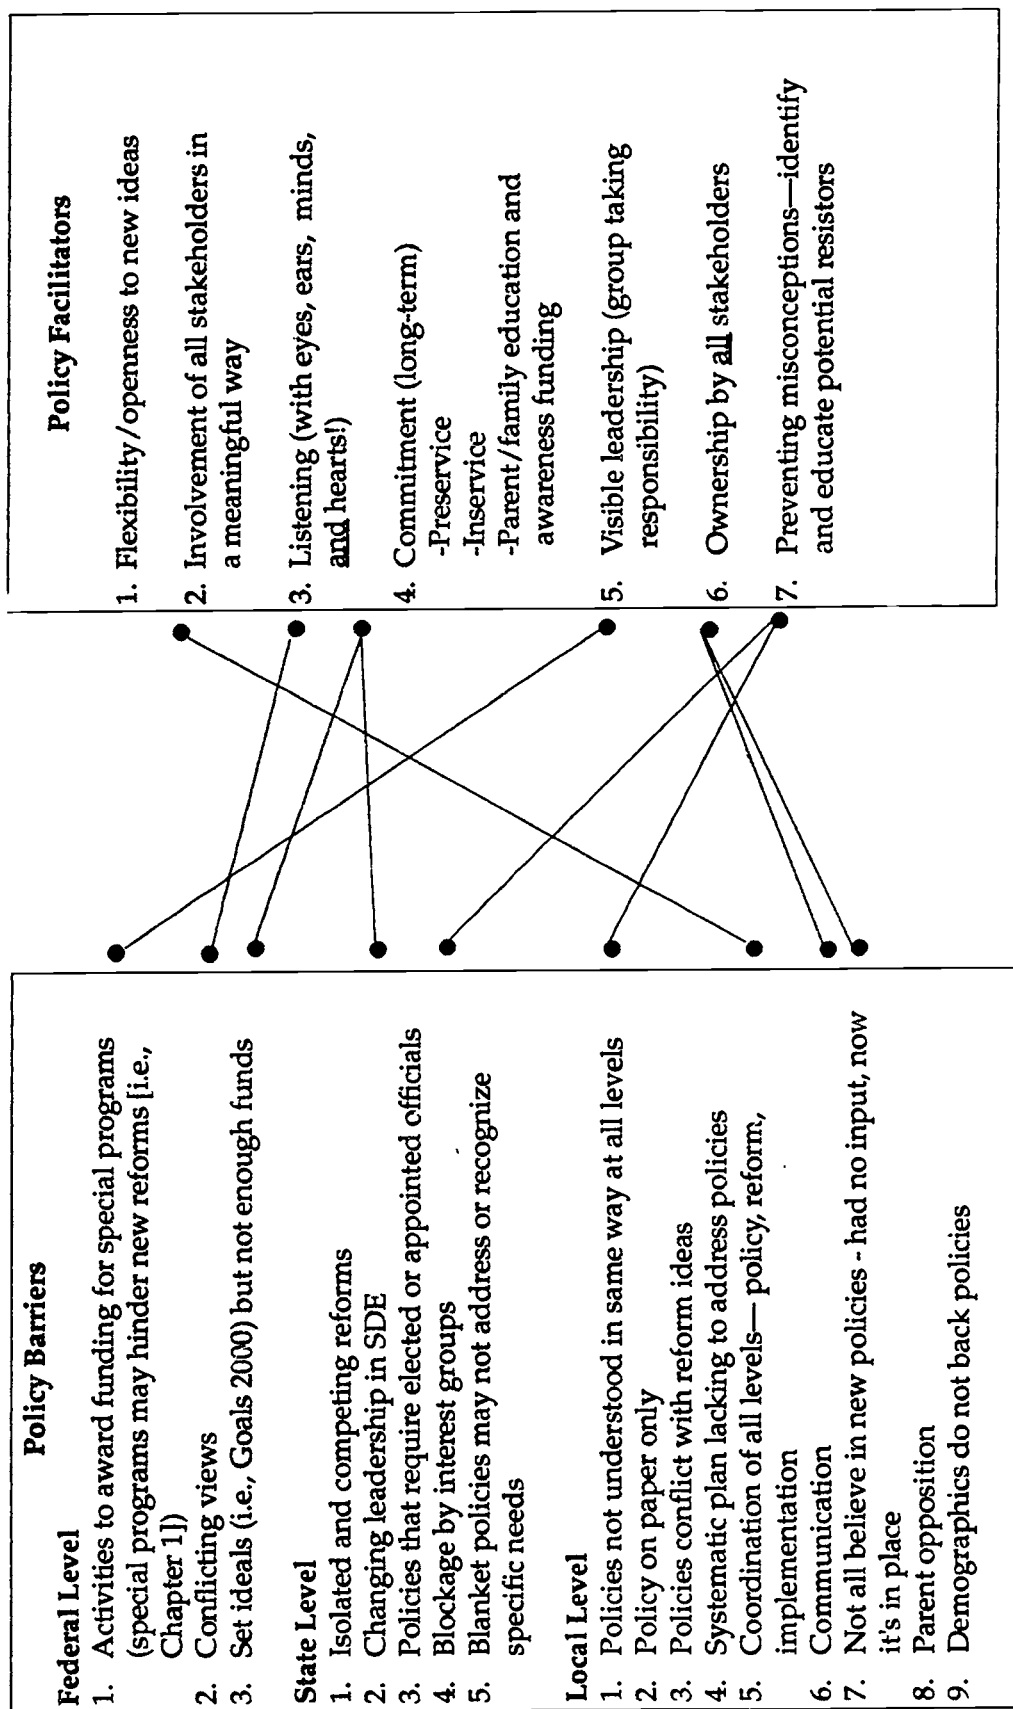 Policy Barriers
Federal Level
1. Activities to award funding for special programs
(special programs may hinder new reforms [i.e.,
Chapter 1])
2. Conflicting views
3. Set ideals (i.e., Goals 2000) but not enough funds
State Level
1. Isolated and competing reforms
2. Changing leadership in SDE
3. Policies that require elected or appointed officials
4. Blockage by interest groups
5. Blanket policies may not address or recognize
specific needs
Local Level
1. Policies not understood in same way at all levels
2. Policy on paper only
3. Policies conflict with reform ideas
4. Systematic plan lacking to address policies
5. Coordination of all levels— policy, reform,
implementation
6. Communication
7. Not all believe in new policies - had no input, now
it's in place
8. Parent opposition
9. Demographics do not back policies
Policy Facilitators
1. Flexibility/openness to new ideas
2. Involvement of all stakeholders in
a meaningful way
3. Listening (with eyes, ears, minds,
and hearts!)
4. Commitment (long-term)
-Preservice
-Inservice
-Parent/family education and
awareness funding
5. Visible leadership (group taking
responsibility)
6. Ownership by all stakeholders
7. Preventing misconceptions—identify
and educate potential resistors